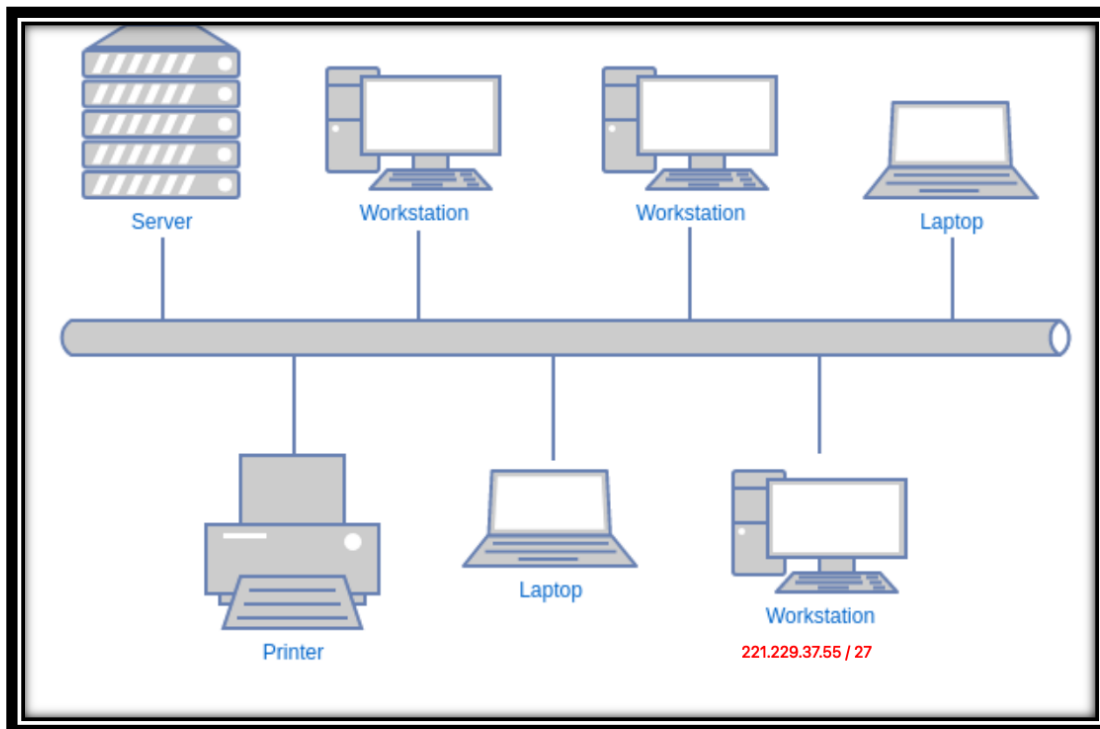 Server
Workstation
Workstation
Laptop
Printer
Laptop
Workstation
221.229.37.55 / 27